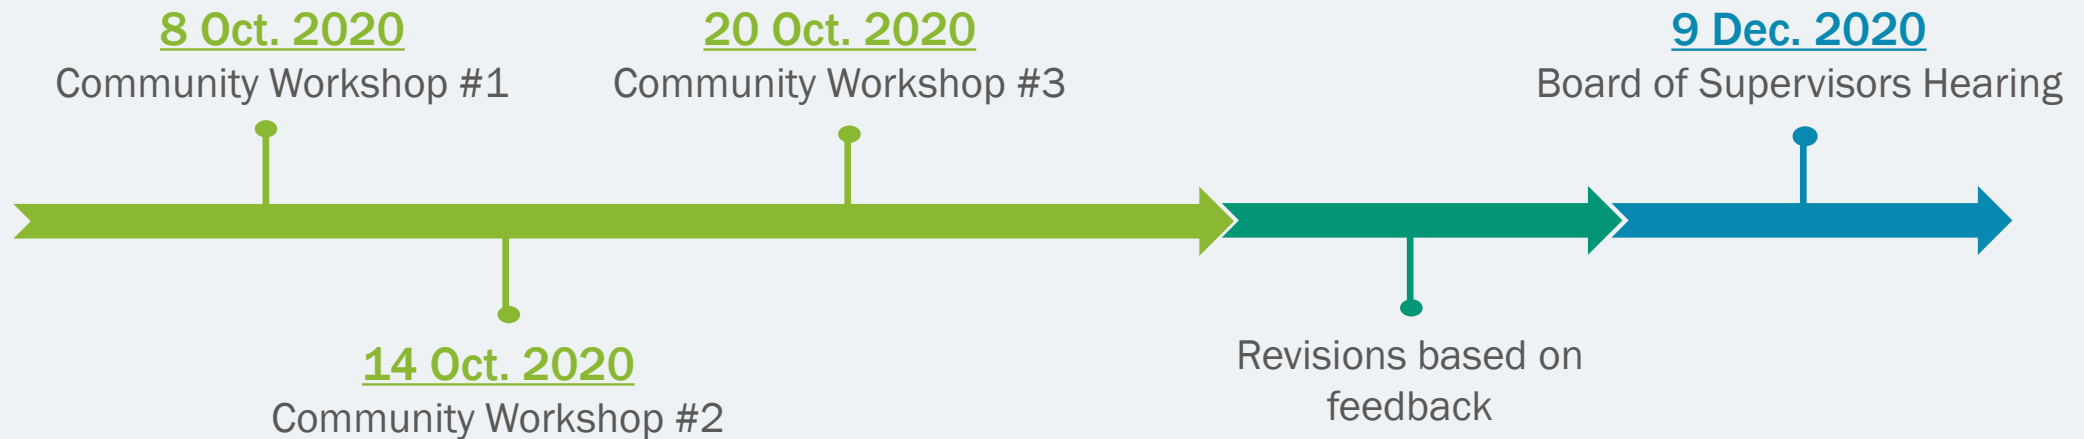 8 Oct. 2020
Community Workshop #1
14 Oct. 2020
Community Workshop #2
20 Oct. 2020
Community Workshop #3
Revisions based on
feedback
9 Dec. 2020
Board of Supervisors Hearing